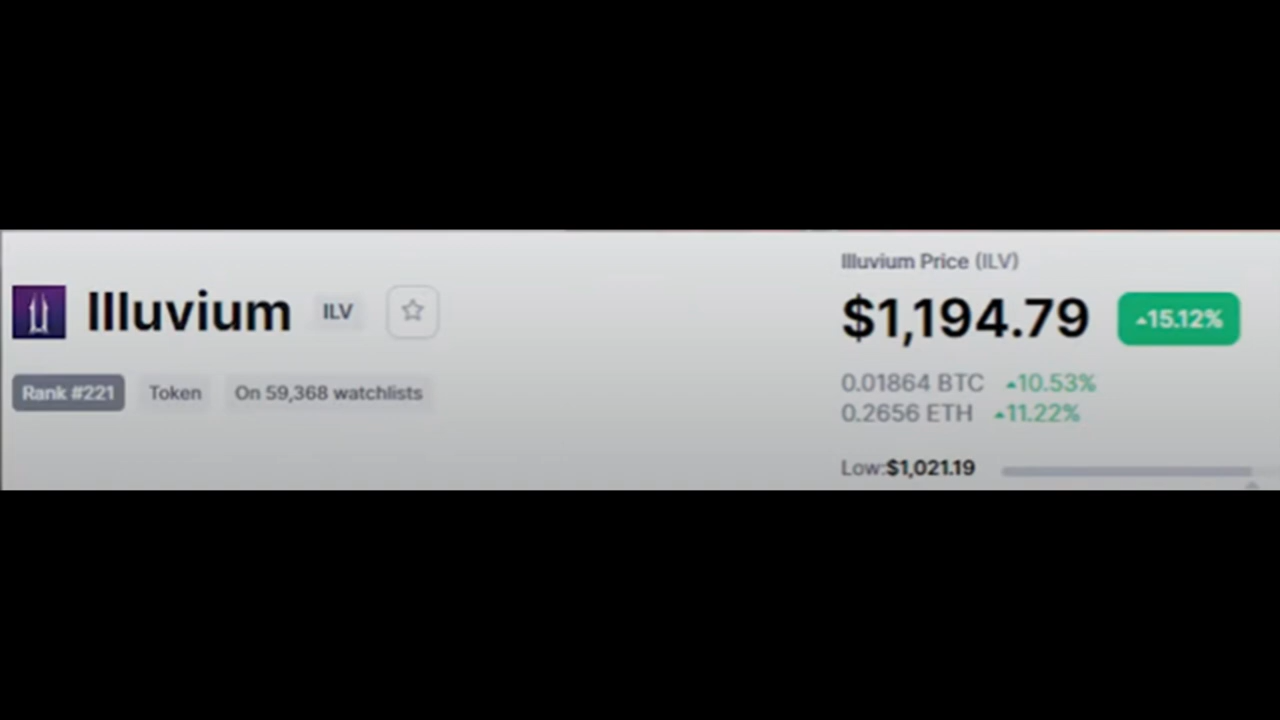 Illuvium ILV
Rank #221 Token On 59,368 watchlists
Illuvium Price (ILV)
$1,194.79 15.12%
0.01864 BTC 10.53%
0.2656 ETH 11.22%
Low:$1,021.19